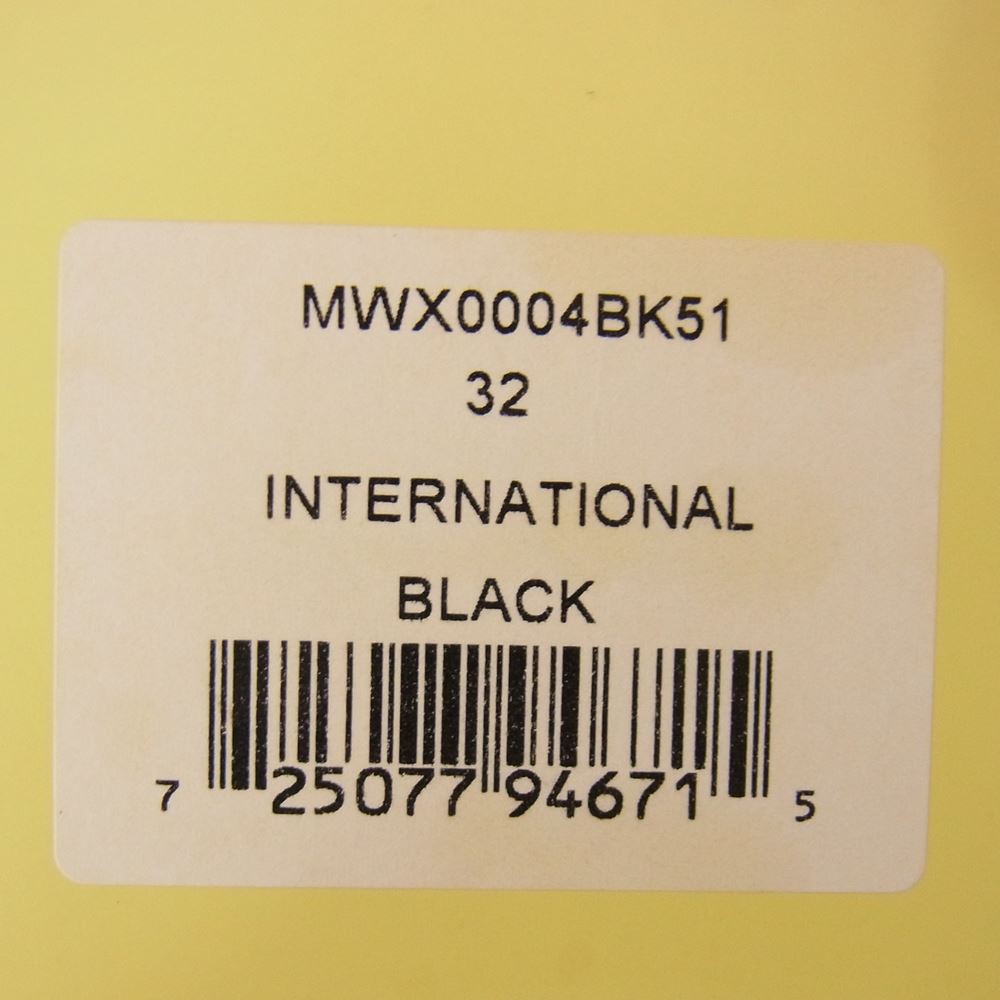 MWX0004BK51
32
INTERNATIONAL
BLACK
7 25077 94671 5